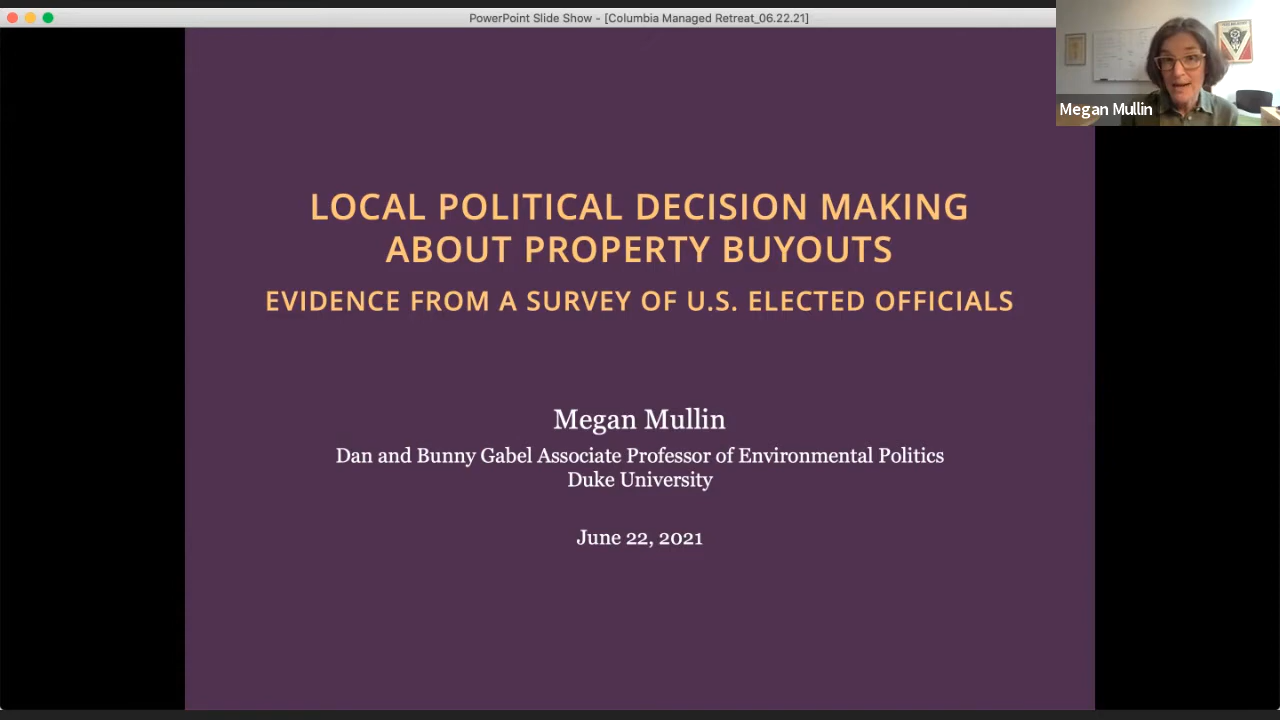 PowerPoint Slide Show - [Columbia Managed Retreat_06.22.21]
Megan Mullin
LOCAL POLITICAL DECISION MAKING
ABOUT PROPERTY BUYOUTS
EVIDENCE FROM A SURVEY OF U.S. ELECTED OFFICIALS
Megan Mullin
Dan and Bunny Gabel Associate Professor of Environmental Politics
Duke University
June 22, 2021